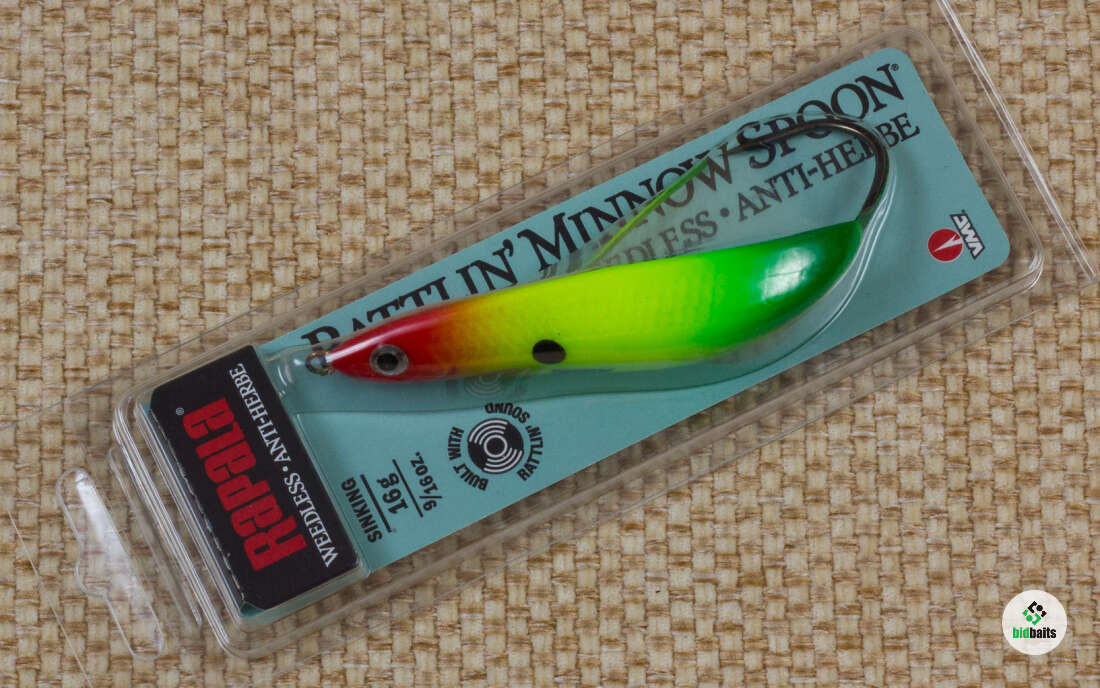 RATTLIN' MINNOW SPOON®
WEEDLESS • ANTI-HERBE
VMC
Rapala®
WEEDLESS • ANTI-HERBE
BUILT WITH
RATTLIN' SOUND
SINKING
16g
9/16oz.
bidbaits